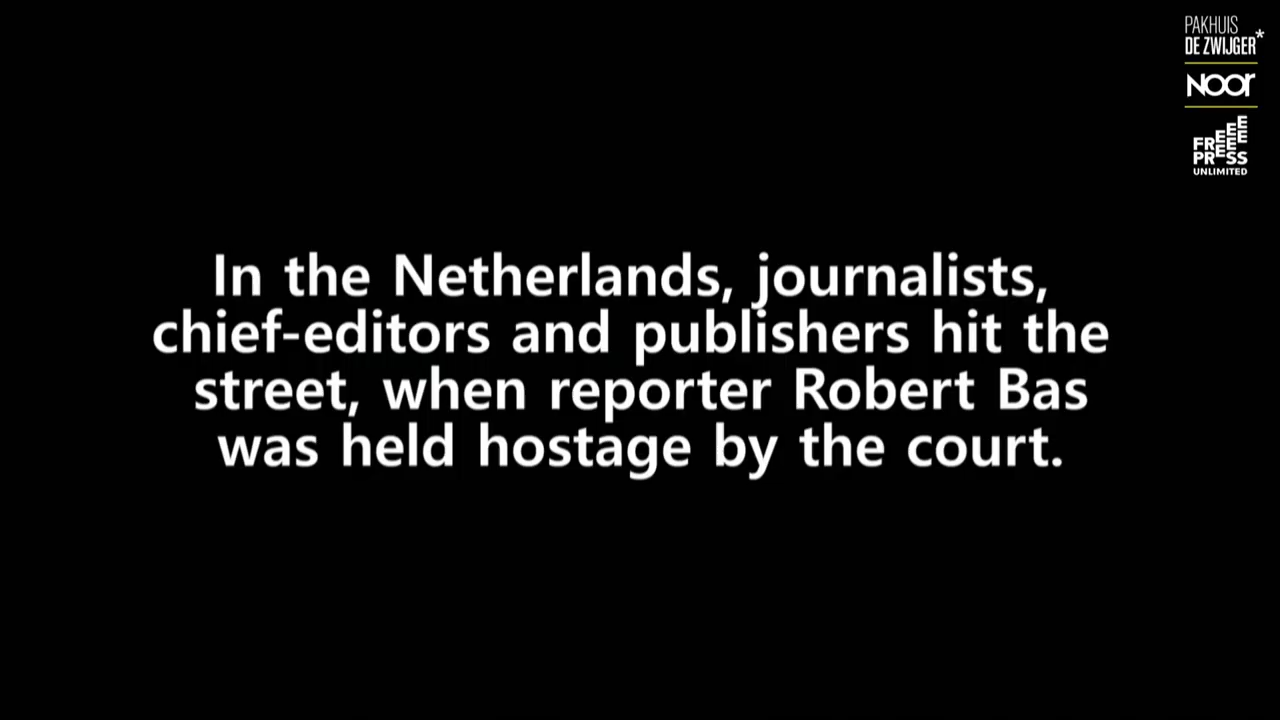 PAKHUIS
DE ZWIJGER*
NOOR
FREEEE
PRESS
UNLIMITED
In the Netherlands, journalists,
chief-editors and publishers hit the
street, when reporter Robert Bas
was held hostage by the court.